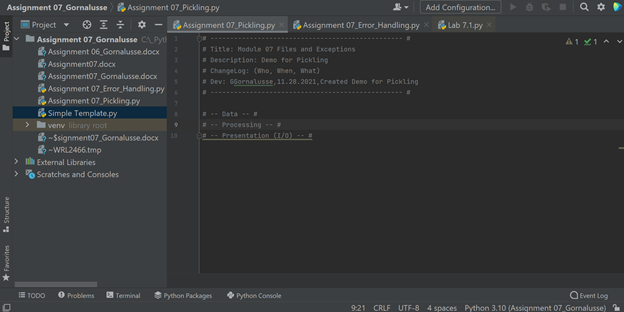 Assignment 07_Gornalusse
Assignment 07_Pickling.py
Add Configuration...
Project
Project
Assignment 07_Pickling.py
Assignment 07_Error_Handling.py
Lab 7.1.py
Assignment 07_Gornalusse C:\_Pyth
Assignment 06_Gornalusse.docx
Assignment07.docx
Assignment07_Gornalusse.docx
Assignment 07_Error_Handling.py
Assignment 07_Pickling.py
Simple Template.py
venv library root
~$signment07_Gornalusse.docx
~WRL2466.tmp
External Libraries
Scratches and Consoles
1 # ------------------------------------------------- #
2 # Title: Module 07 Files and Exceptions
3 # Description: Demo for Pickling
4 # ChangeLog: (Who, When, What)
5 # Dev: GGornalusse,11.28.2021,Created Demo for Pickling
6 # ------------------------------------------------- #
7
8 # -- Data -- #
9 # -- Processing -- #
10 # -- Presentation (I/O) -- #
1 1
Structure
Favorites
TODO
Problems
Terminal
Python Packages
Python Console
Event Log
9:21 CRLF UTF-8 4 spaces Python 3.10 (Assignment 07_Gornalusse)